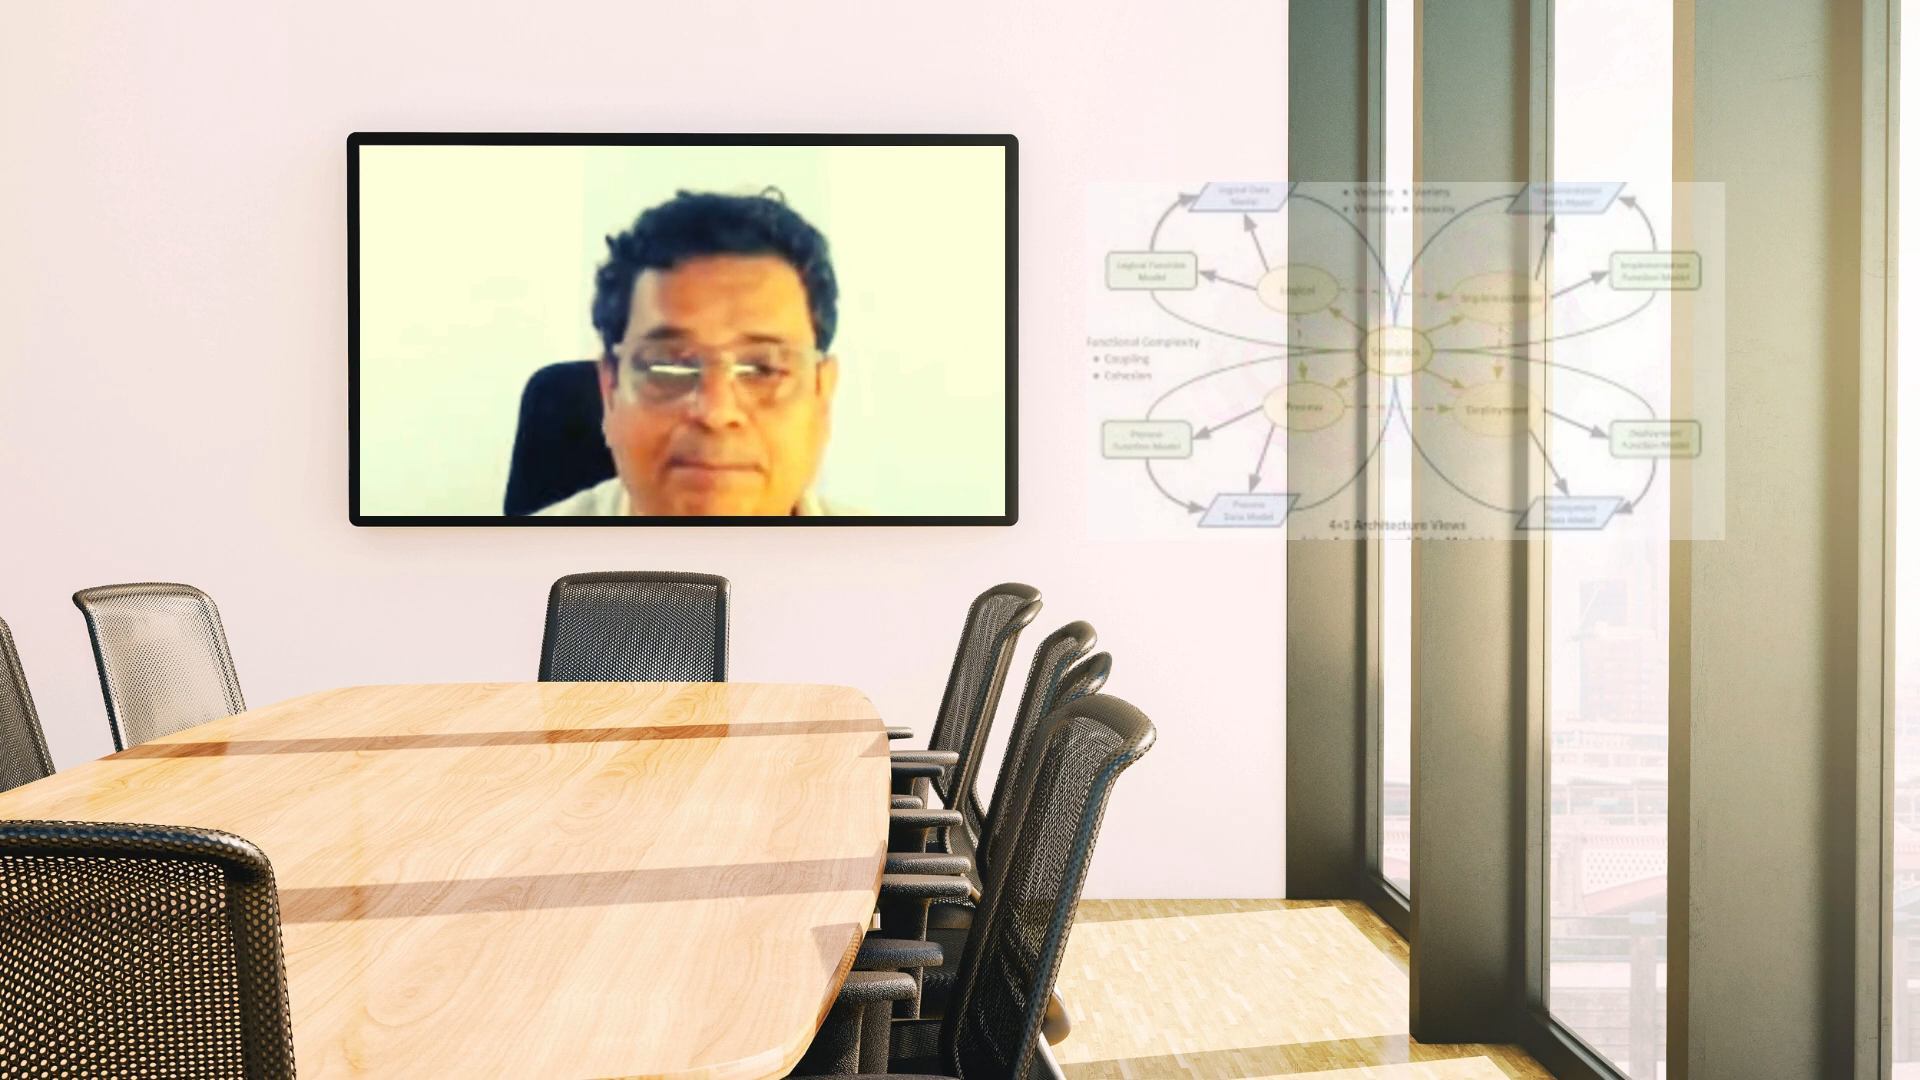 Logical Data
Model
• Volume • Variety
• Velocity • Veracity
Implementation
Data Model
Logical Function
Model
Logical
Implementation
Implementation
Function Model
Functional Complexity
• Coupling
• Cohesion
Scenarios
Process
Function Model
Process
Deployment
Deployment
Function Model
Process
Data Model
Deployment
Data Model
4+1 Architecture Views